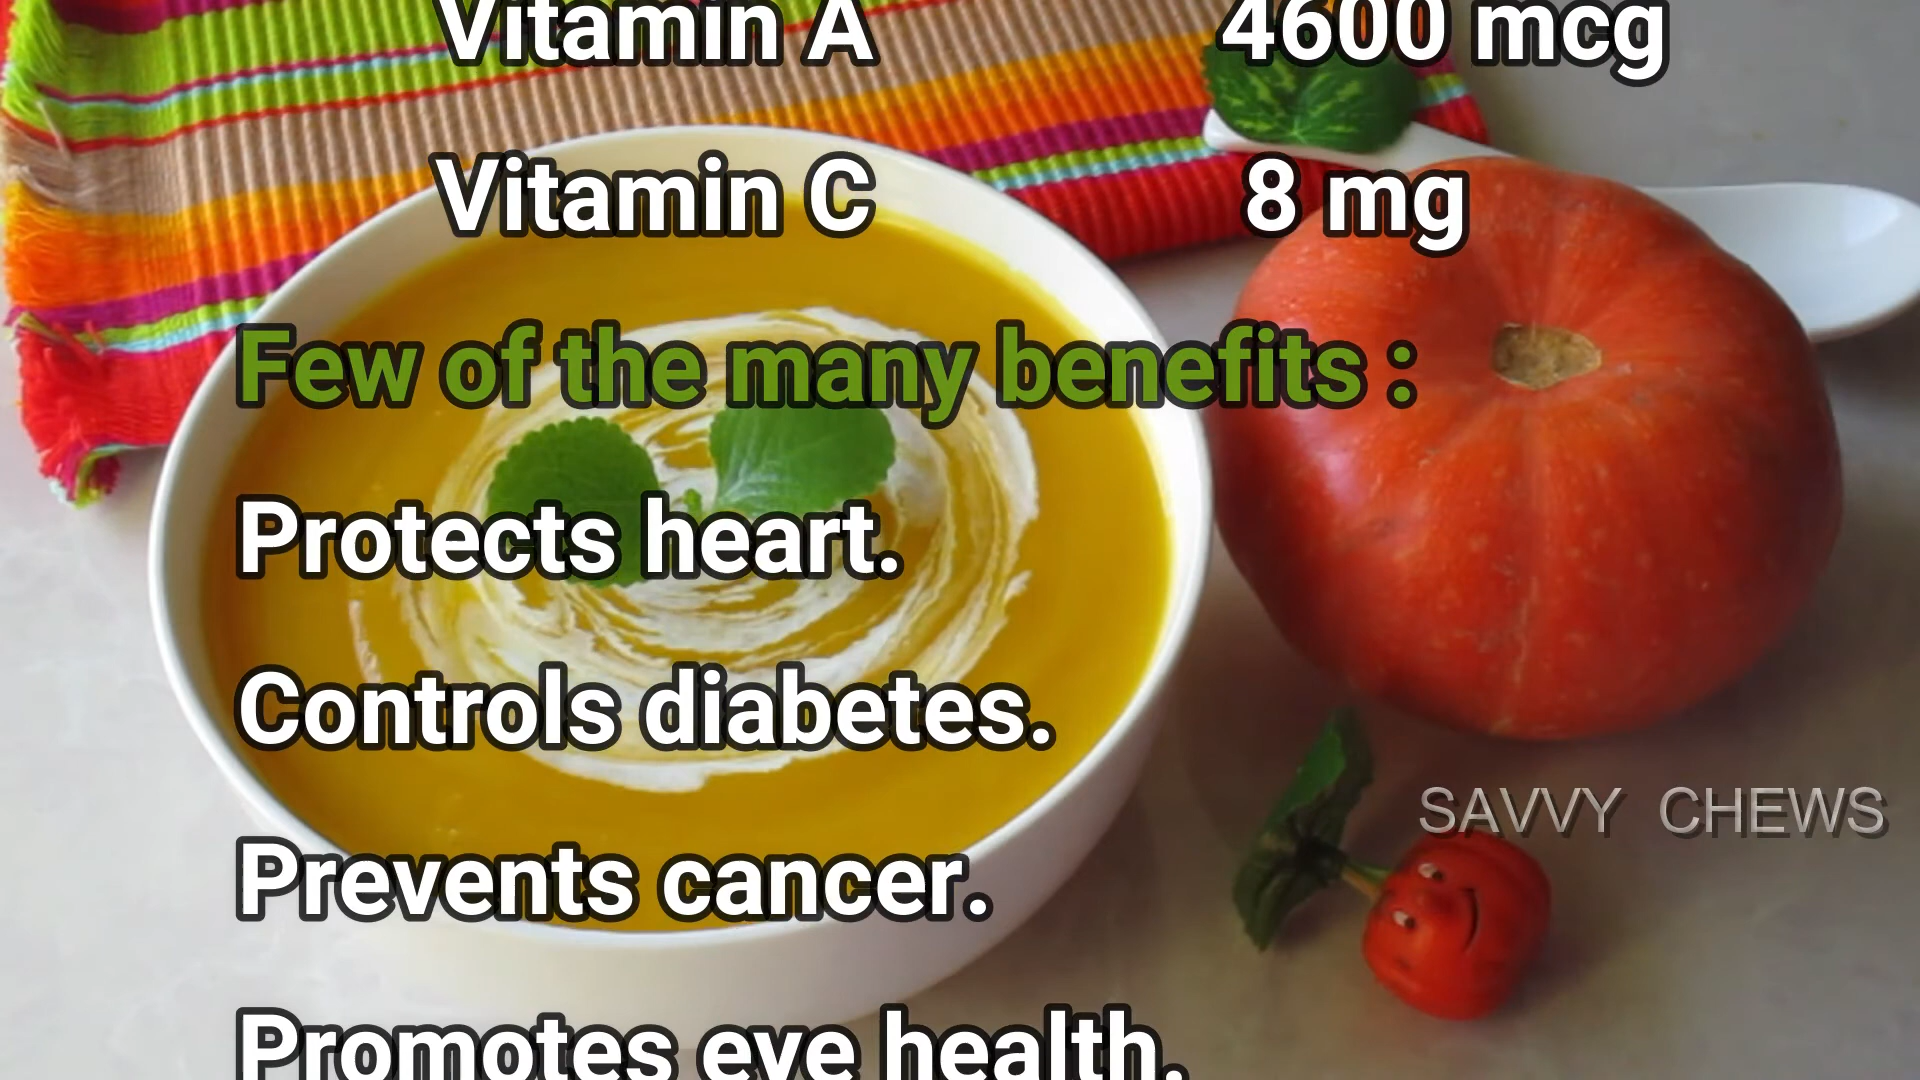 Vitamin A 4600 mcg
Vitamin C 8 mg
Few of the many benefits :
Protects heart.
Controls diabetes.
SAVVY CHEWS
Prevents cancer.
Promotes eye health.